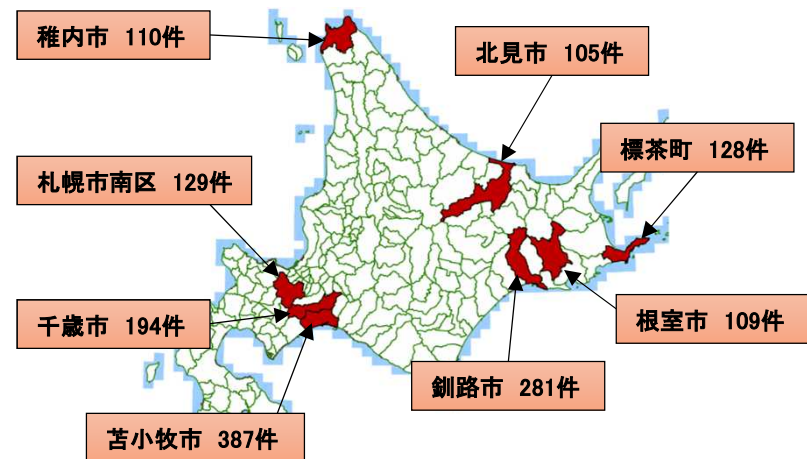 稚内市 110件
北見市 105件
標茶町 128件
札幌市南区 129件
千歳市 194件
根室市 109件
釧路市 281件
苫小牧市 387件